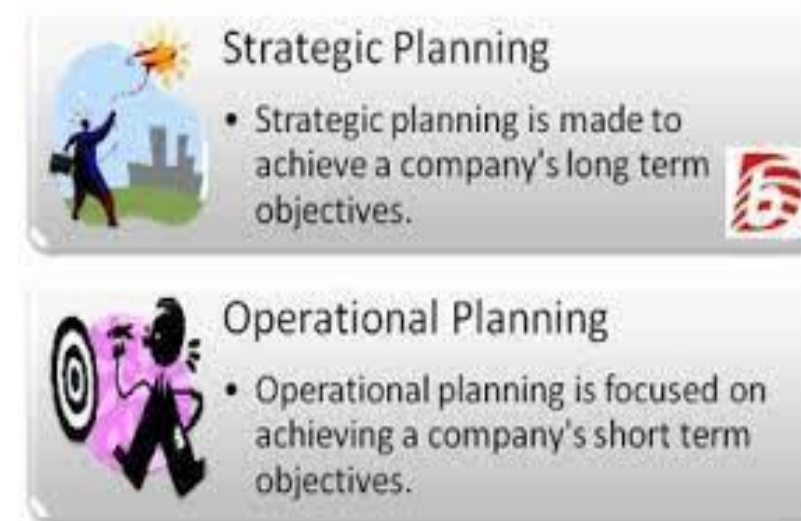 Strategic Planning
• Strategic planning is made to
achieve a company's long term
objectives.
Operational Planning
• Operational planning is focused on
achieving a company's short term
objectives.